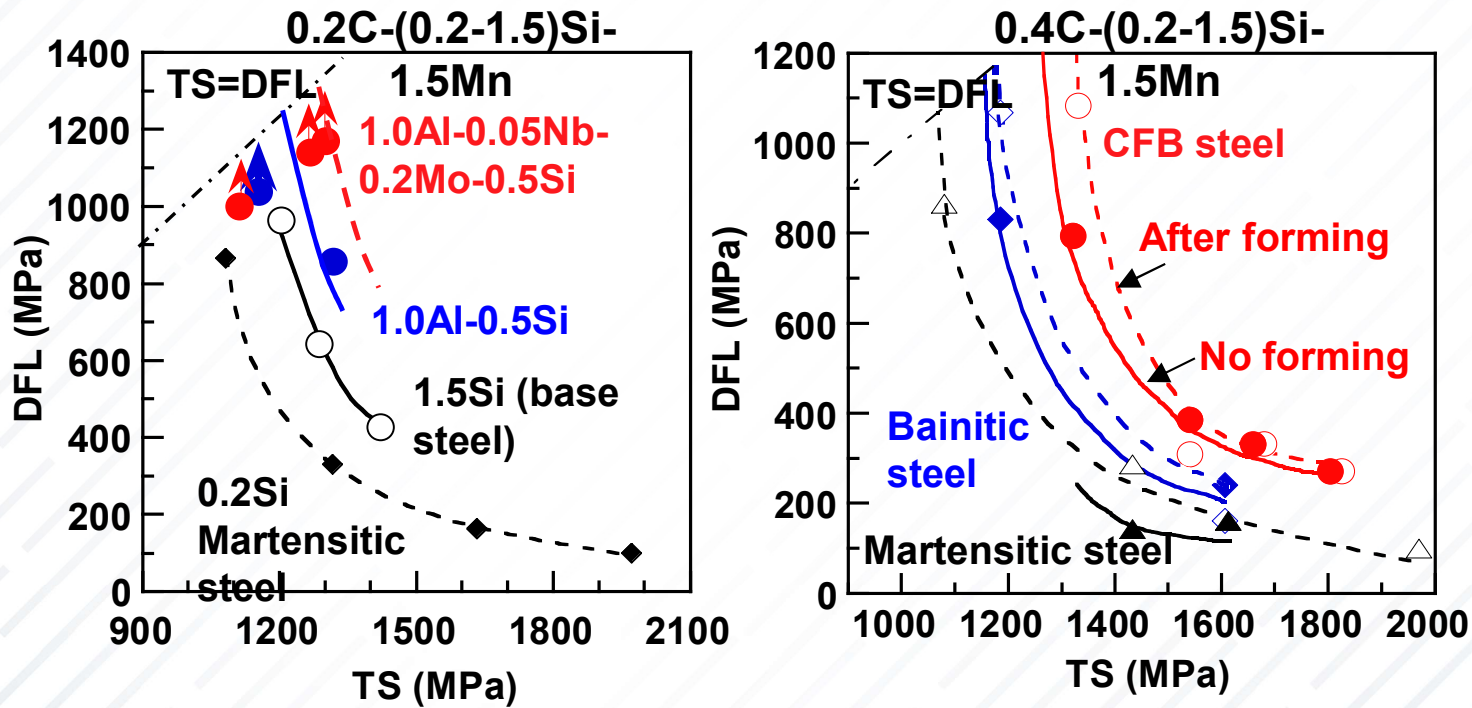 0.2C-(0.2-1.5)Si-
1.5Mn
1400
1200
1000
800
600
400
200
0
DFL (MPa)
TS=DFL
1.0Al-0.05Nb-
0.2Mo-0.5Si
1.0Al-0.5Si
1.5Si (base
steel)
0.2Si
Martensitic
steel
900
1200
1500
1800
2100
TS (MPa)
0.4C-(0.2-1.5)Si-
1.5Mn
1200
1000
800
600
400
200
0
DFL (MPa)
TS=DFL
CFB steel
After forming
No forming
Bainitic
steel
Martensitic steel
1000
1200
1400
1600
1800
2000
TS (MPa)